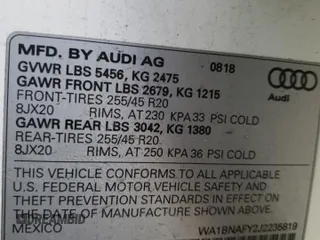 MFD. BY AUDI AG 0818
GVWR LBS 5456, KG 2475
GAWR FRONT LBS 2679, KG 1215
FRONT-TIRES 255/45 R20
8JX20 RIMS, AT 230 KPA 33 PSI COLD
GAWR REAR LBS 3042, KG 1380
REAR-TIRES 255/45 R20
8JX20 RIMS, AT 250 KPA 36 PSI COLD
Audi
THIS VEHICLE CONFORMS TO ALL APPLICABLE
U.S. FEDERAL MOTOR VEHICLE SAFETY AND
THEFT PREVENTION STANDARDS IN EFFECT ON
DATE OF MANUFACTURE SHOWN ABOVE.
MEXICO WA1BNAFY2J2235819